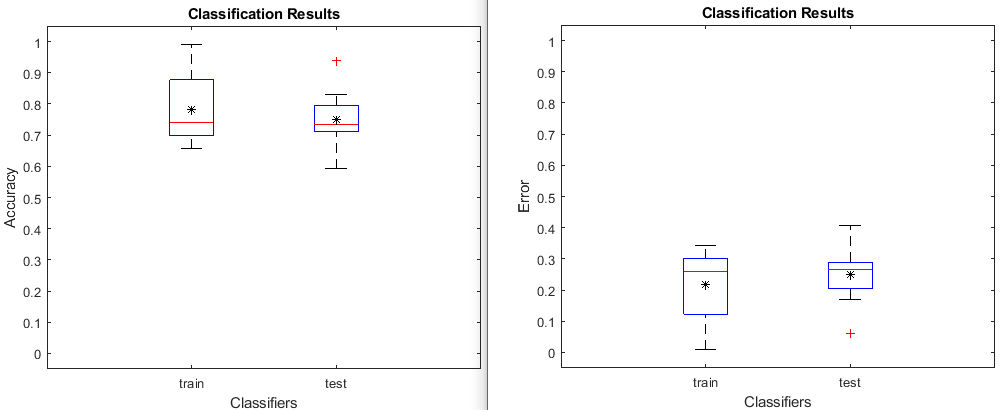 Classification Results
1
0.9
0.8
0.7
0.6
0.5
0.4
0.3
0.2
0.1
0
Accuracy
train
test
Classifiers
Classification Results
1
0.9
0.8
0.7
0.6
0.5
0.4
0.3
0.2
0.1
0
Error
train
test
Classifiers